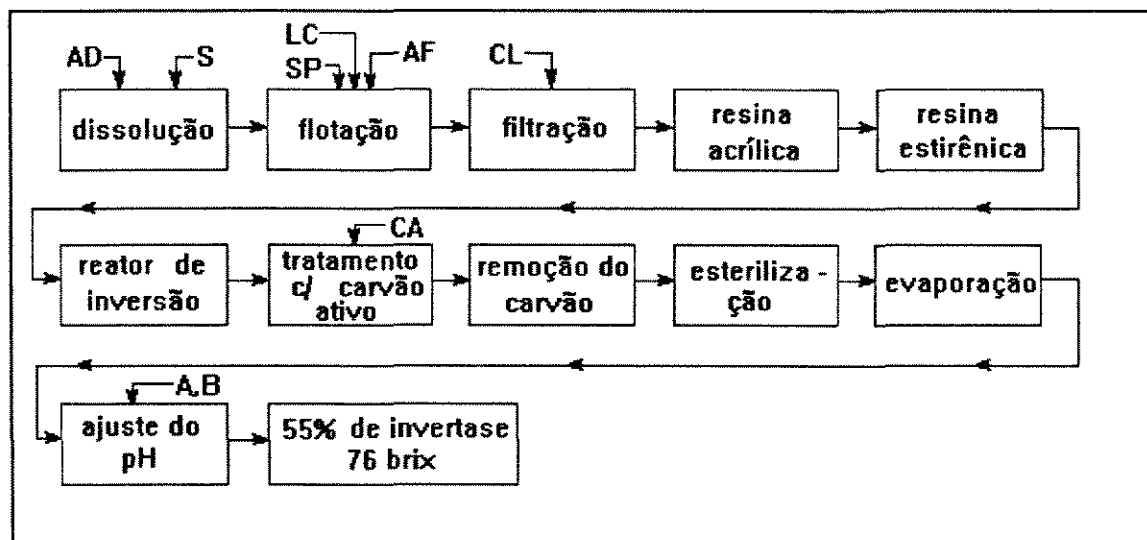 AD
S
LC
SP
AF
CL
dissolução
flotação
filtração
resina
acrílica
resina
estirênica
reator de
inversão
CA
tratamento
c/ carvão
ativo
remoção do
carvão
esteriliza -
ção
evaporação
A,B
ajuste do
pH
55% de invertase
76 brix